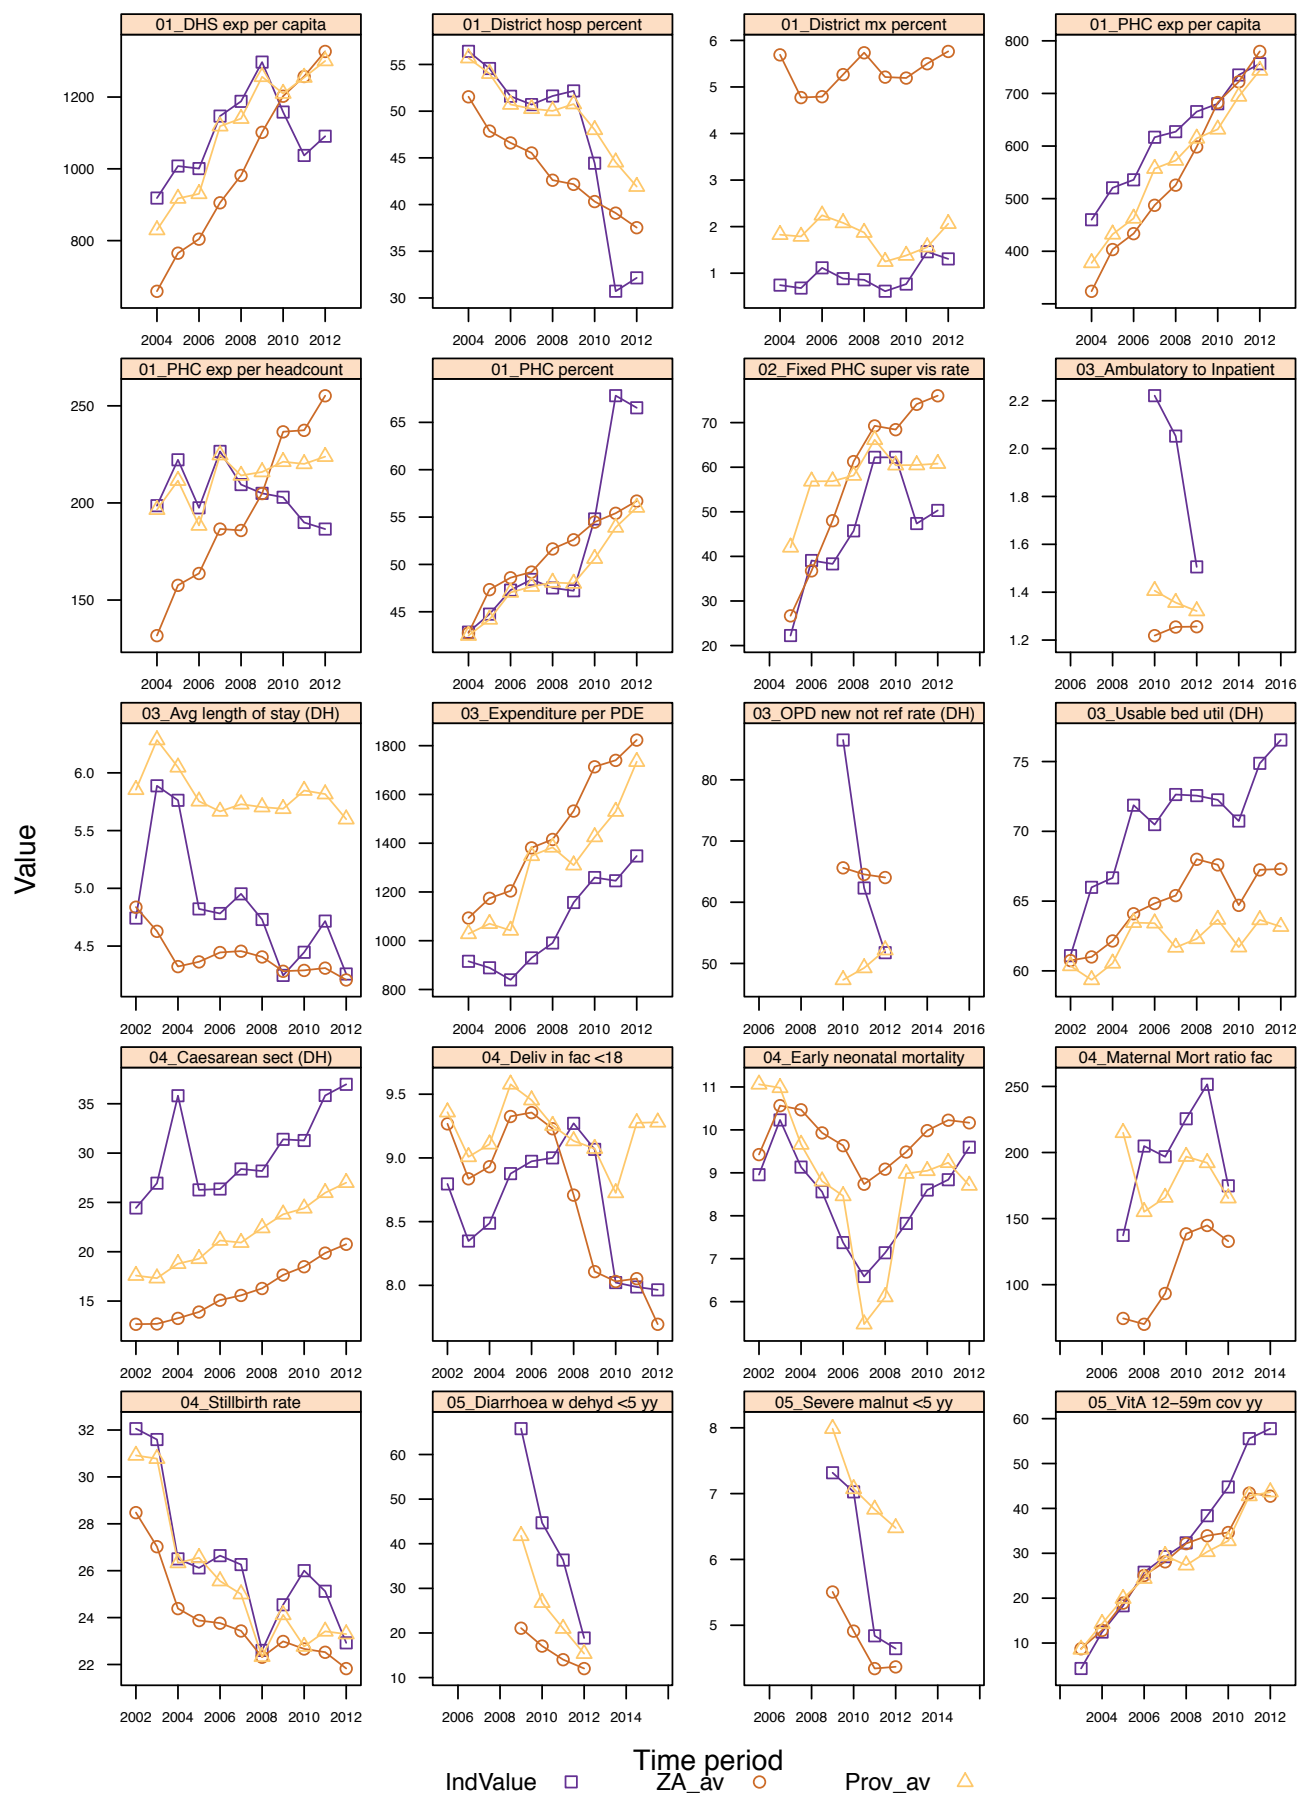 01_DHS exp per capita
01_District hosp percent
01_District mx percent
01_PHC exp per capita
1200
1000
800
55
50
45
40
35
30
6
5
4
3
2
1
800
700
600
500
400
2004 2006 2008 2010 2012
2004 2006 2008 2010 2012
2004 2006 2008 2010 2012
2004 2006 2008 2010 2012
01_PHC exp per headcount
01_PHC percent
02_Fixed PHC super vis rate
03_Ambulatory to Inpatient
250
200
150
65
60
55
50
45
70
60
50
40
30
20
2.2
2.0
1.8
1.6
1.4
1.2
2004 2006 2008 2010 2012
2004 2006 2008 2010 2012
2004 2006 2008 2010 2012
2006 2008 2010 2012 2014 2016
03_Avg length of stay (DH)
03_Expenditure per PDE
03_OPD new not ref rate (DH)
03_Usable bed util (DH)
6.0
5.5
5.0
4.5
1800
1600
1400
1200
1000
800
80
70
60
50
75
70
65
60
2002 2004 2006 2008 2010 2012
2004 2006 2008 2010 2012
2006 2008 2010 2012 2014 2016
2002 2004 2006 2008 2010 2012
04_Caesarean sect (DH)
04_Deliv in fac <18
04_Early neonatal mortality
04_Maternal Mort ratio fac
35
30
25
20
15
9.5
9.0
8.5
8.0
11
10
9
8
7
6
250
200
150
100
2002 2004 2006 2008 2010 2012
2002 2004 2006 2008 2010 2012
2002 2004 2006 2008 2010 2012
2006 2008 2010 2012 2014
04_Stillbirth rate
05_Diarrhoea w dehyd <5 yy
05_Severe malnut <5 yy
05_VitA 12–59m cov yy
32
30
28
26
24
22
60
50
40
30
20
10
8
7
6
5
60
50
40
30
20
10
2002 2004 2006 2008 2010 2012
2006 2008 2010 2012 2014
2006 2008 2010 2012 2014
2004 2006 2008 2010 2012
Value
Time period
IndValue ZA_av Prov_av